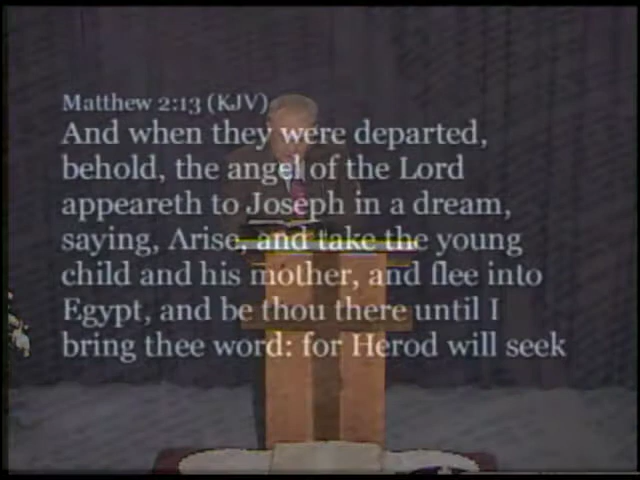 Matthew 2:13 (KJV)
And when they were departed,
behold, the angel of the Lord
appeareth to Joseph in a dream,
saying, Arise, and take the young
child and his mother, and flee into
Egypt, and be thou there until I
bring thee word: for Herod will seek